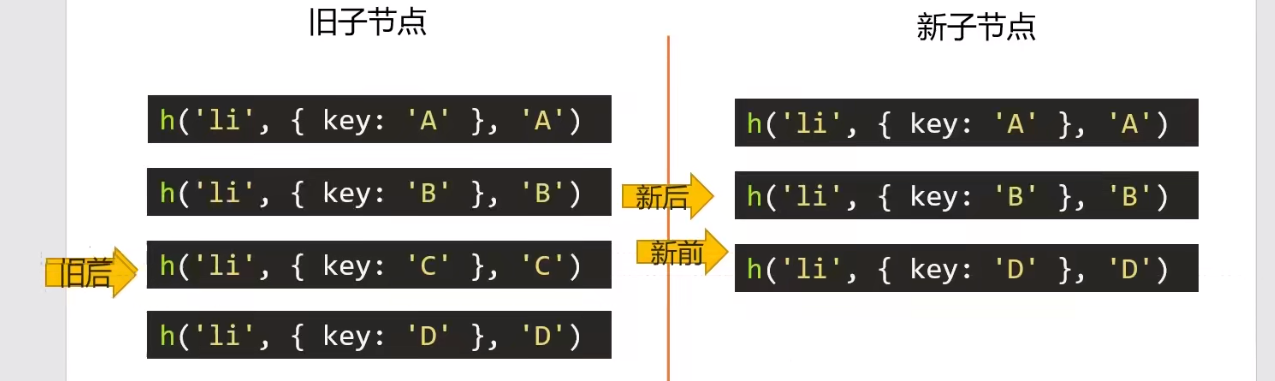 旧子节点
新子节点
h('li', { key: 'A' }, 'A')
h('li', { key: 'B' }, 'B')
h('li', { key: 'C' }, 'C')
h('li', { key: 'D' }, 'D')
旧后
新后
新前
h('li', { key: 'A' }, 'A')
h('li', { key: 'B' }, 'B')
h('li', { key: 'D' }, 'D')